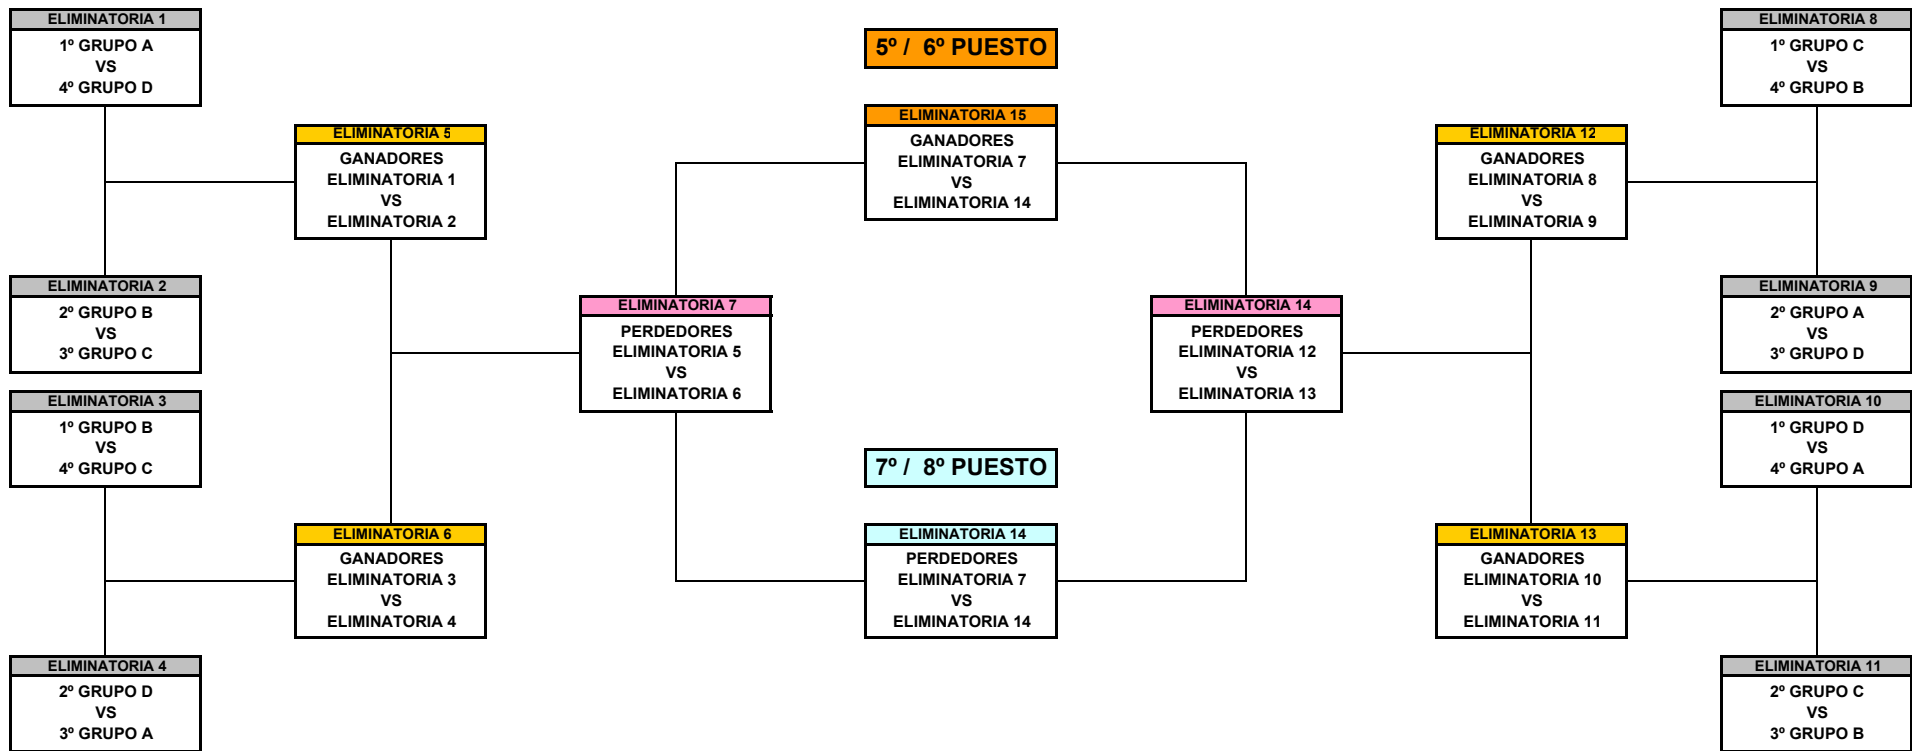 ELIMINATORIA 1
1º GRUPO A
VS
4º GRUPO D
ELIMINATORIA 2
2º GRUPO B
VS
3º GRUPO C
ELIMINATORIA 3
1º GRUPO B
VS
4º GRUPO C
ELIMINATORIA 4
2º GRUPO D
VS
3º GRUPO A
ELIMINATORIA 5
GANADORES
ELIMINATORIA 1
VS
ELIMINATORIA 2
ELIMINATORIA 6
GANADORES
ELIMINATORIA 3
VS
ELIMINATORIA 4
ELIMINATORIA 7
PERDEDORES
ELIMINATORIA 5
VS
ELIMINATORIA 6
5º / 6º PUESTO
ELIMINATORIA 15
GANADORES
ELIMINATORIA 7
VS
ELIMINATORIA 14
7º / 8º PUESTO
ELIMINATORIA 14
PERDEDORES
ELIMINATORIA 7
VS
ELIMINATORIA 14
ELIMINATORIA 14
PERDEDORES
ELIMINATORIA 12
VS
ELIMINATORIA 13
ELIMINATORIA 12
GANADORES
ELIMINATORIA 8
VS
ELIMINATORIA 9
ELIMINATORIA 13
GANADORES
ELIMINATORIA 10
VS
ELIMINATORIA 11
ELIMINATORIA 8
1º GRUPO C
VS
4º GRUPO B
ELIMINATORIA 9
2º GRUPO A
VS
3º GRUPO D
ELIMINATORIA 10
1º GRUPO D
VS
4º GRUPO A
ELIMINATORIA 11
2º GRUPO C
VS
3º GRUPO B